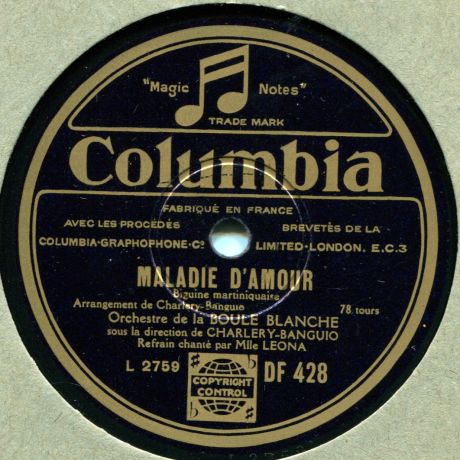 "Magic Notes"
TRADE MARK
Columbia
FABRIQUÉ EN FRANCE
AVEC LES PROCÉDÉS BREVETÉS DE LA
COLUMBIA-GRAPHOPHONE-Co LIMITED-LONDON. E.C.3
MALADIE D'AMOUR
Biguine martiniquaise
Arrangement de Charlery-Banguio 78. tours
Orchestre de la BOULE BLANCHE
sous la direction de CHARLERY-BANGUIO
Refrain chanté par Mlle LEONA
L 2759 DF 428
COPYRIGHT
CONTROL